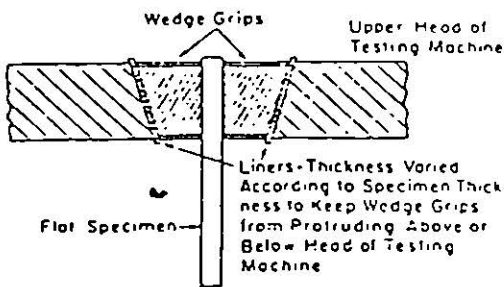 Wedge Grips
Upper Head of
Testing Machine
Liners-Thickness Varied
According to Specimen Thick
ness to Keep Wedge Grips
from Protruding Above or
Below Head of Testing
Machine
Flat Specimen